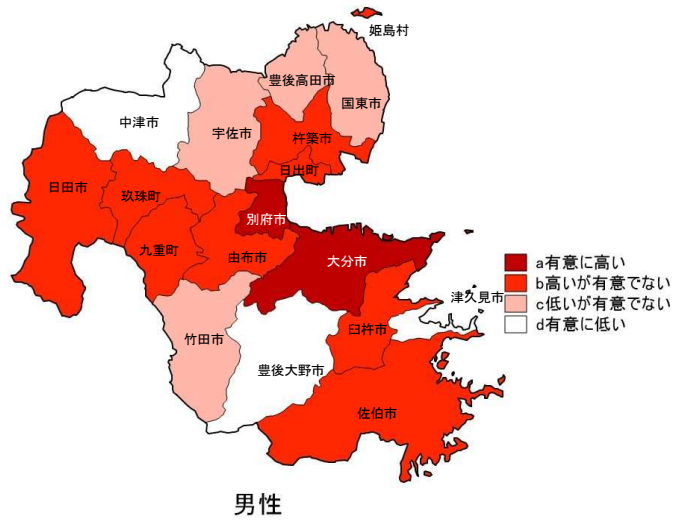 姫島村
豊後高田市
国東市
中津市
宇佐市
杵築市
日出町
日田市
玖珠町
別府市
九重町
由布市
大分市
a有意に高い
b高いが有意でない
c低いが有意でない
d有意に低い
津久見市
臼杵市
竹田市
豊後大野市
佐伯市
男性